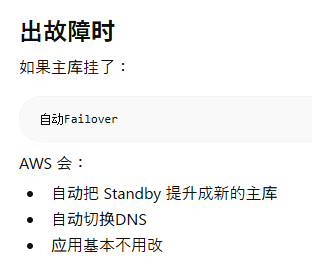 出故障时
如果主库挂了：
自动Failover
AWS 会：
自动把 Standby 提升成新的主库
自动切换DNS
应用基本不用改